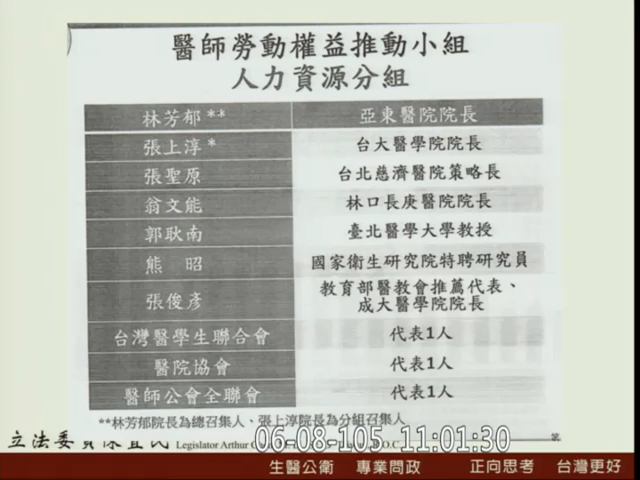 醫師勞動權益推動小組
人力資源分組
林芳郁** 亞東醫院院長
張上淳* 台大醫學院院長
張聖原 台北慈濟醫院策略長
翁文能 林口長庚醫院院長
郭耿南 臺北醫學大學教授
熊 昭 國家衛生研究院特聘研究員
張俊彥 教育部醫教會推薦代表、
成大醫學院院長
台灣醫學生聯合會 代表1人
醫院協會 代表1人
醫師公會全聯會 代表1人
**林芳郁院長為總召集人、張上淳院長為分組召集人
立法委員陳宜民 Legislator Arthur
06-08-105 11:01:30
生醫公衛 專業問政 正向思考 台灣更好